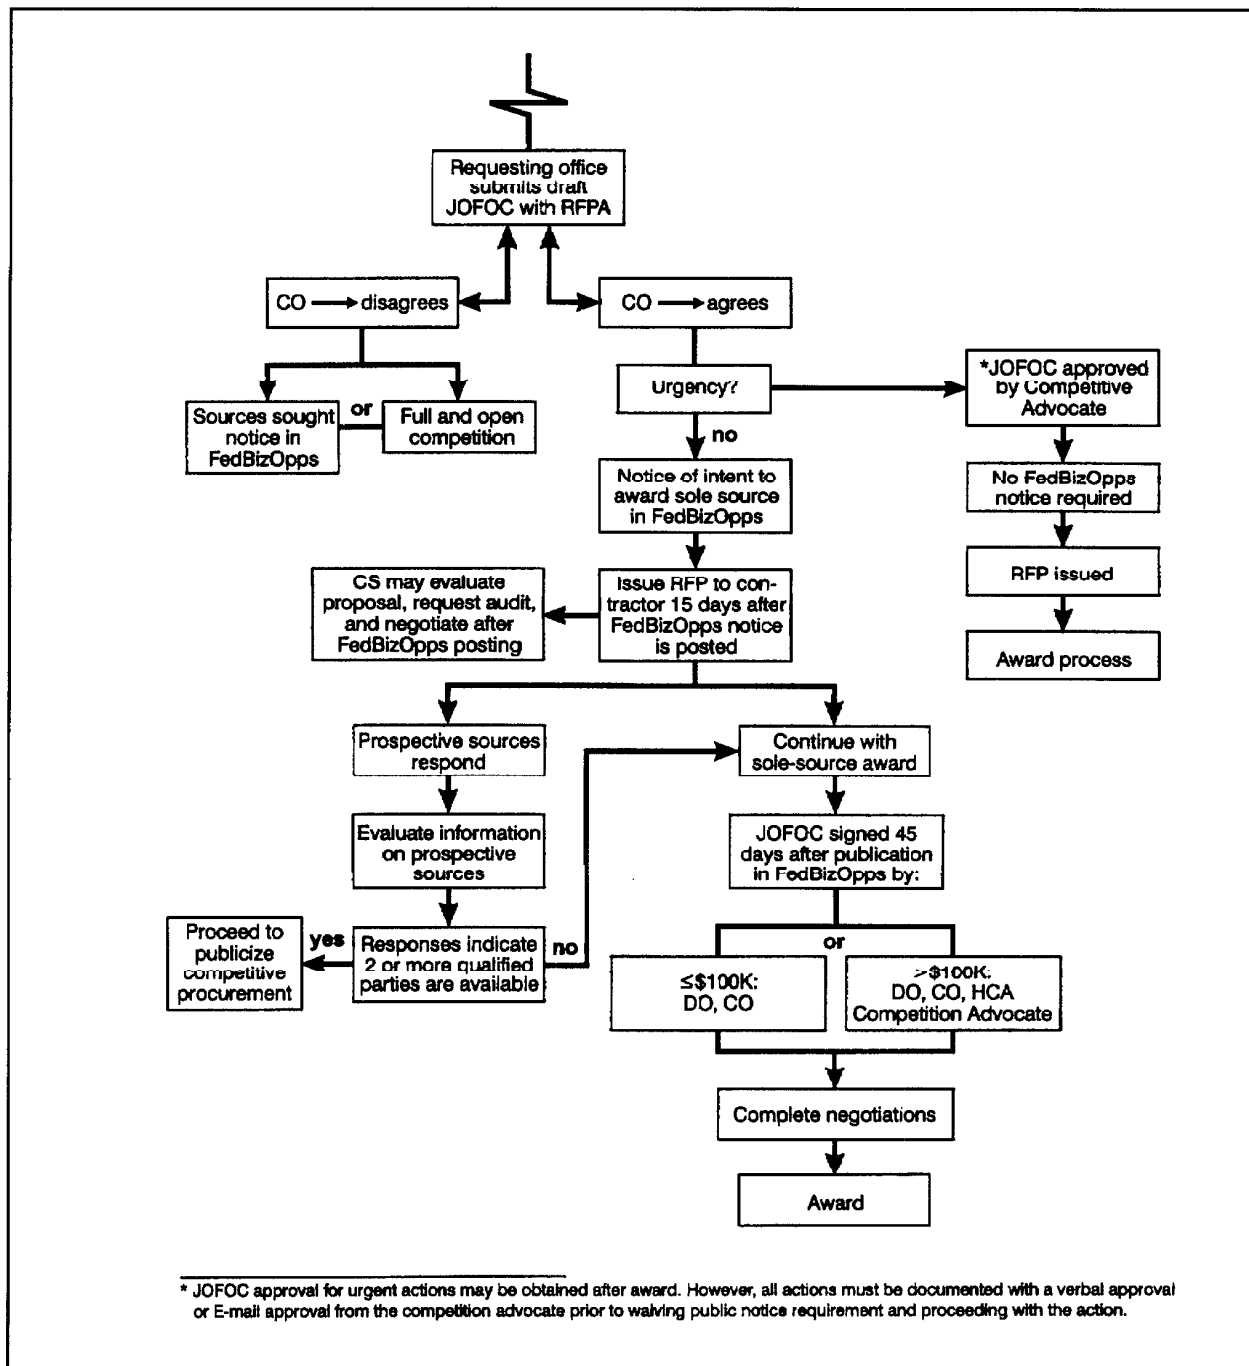 Requesting office
submits draft
JOFOC with RFPA
CO disagrees
CO agrees
Urgency?
*JOFOC approved
by Competitive
Advocate
Sources sought
notice in
FedBizOpps
or
Full and open
competition
no
Notice of intent to
award sole source
in FedBizOpps
No FedBizOpps
notice required
CS may evaluate
proposal, request audit,
and negotiate after
FedBizOpps posting
Issue RFP to con-
tractor 15 days after
FedBizOpps notice
is posted
RFP issued
Award process
Prospective sources
respond
Continue with
sole-source award
Evaluate information
on prospective
sources
JOFOC signed 45
days after publication
in FedBizOpps by:
Proceed to
publicize
competitive
procurement
yes
Responses indicate
2 or more qualified
parties are available
no
or
≤$100K:
DO, CO
>$100K:
DO, CO, HCA
Competition Advocate
Complete negotiations
Award
* JOFOC approval for urgent actions may be obtained after award. However, all actions must be documented with a verbal approval
or E-mail approval from the competition advocate prior to waiving public notice requirement and proceeding with the action.